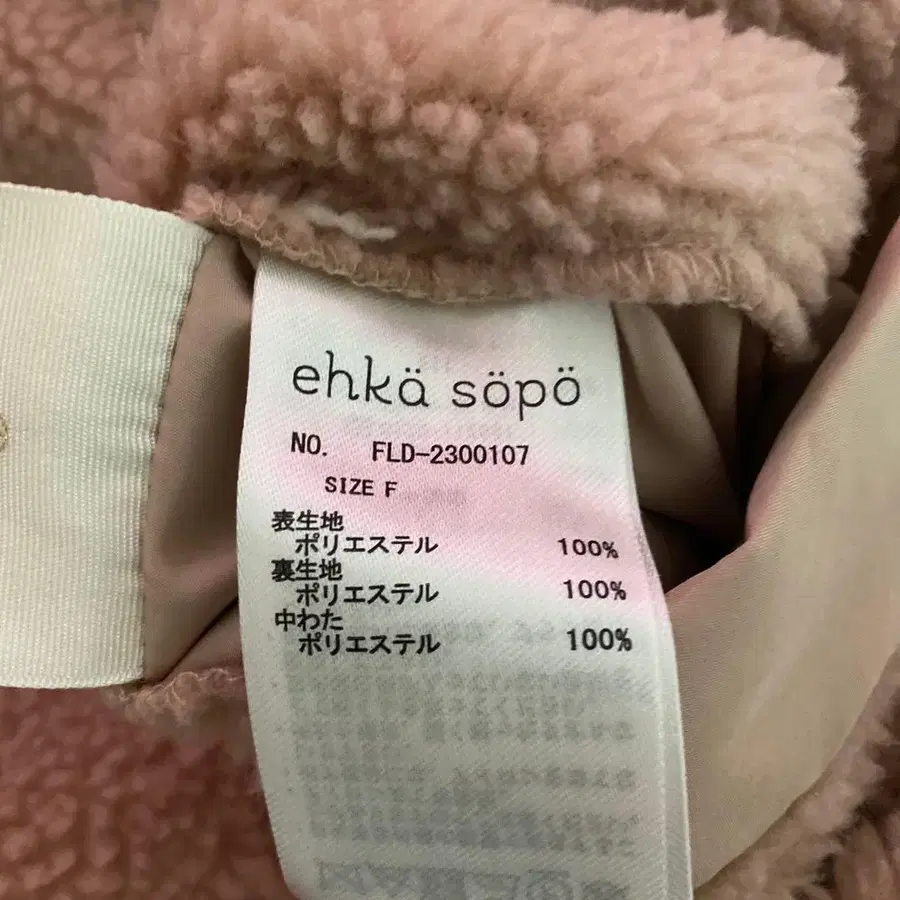 ehkä söpö
NO. FLD-2300107
SIZE F
表生地
ポリエステル 100%
裏生地
ポリエステル 100%
中わた
ポリエステル 100%